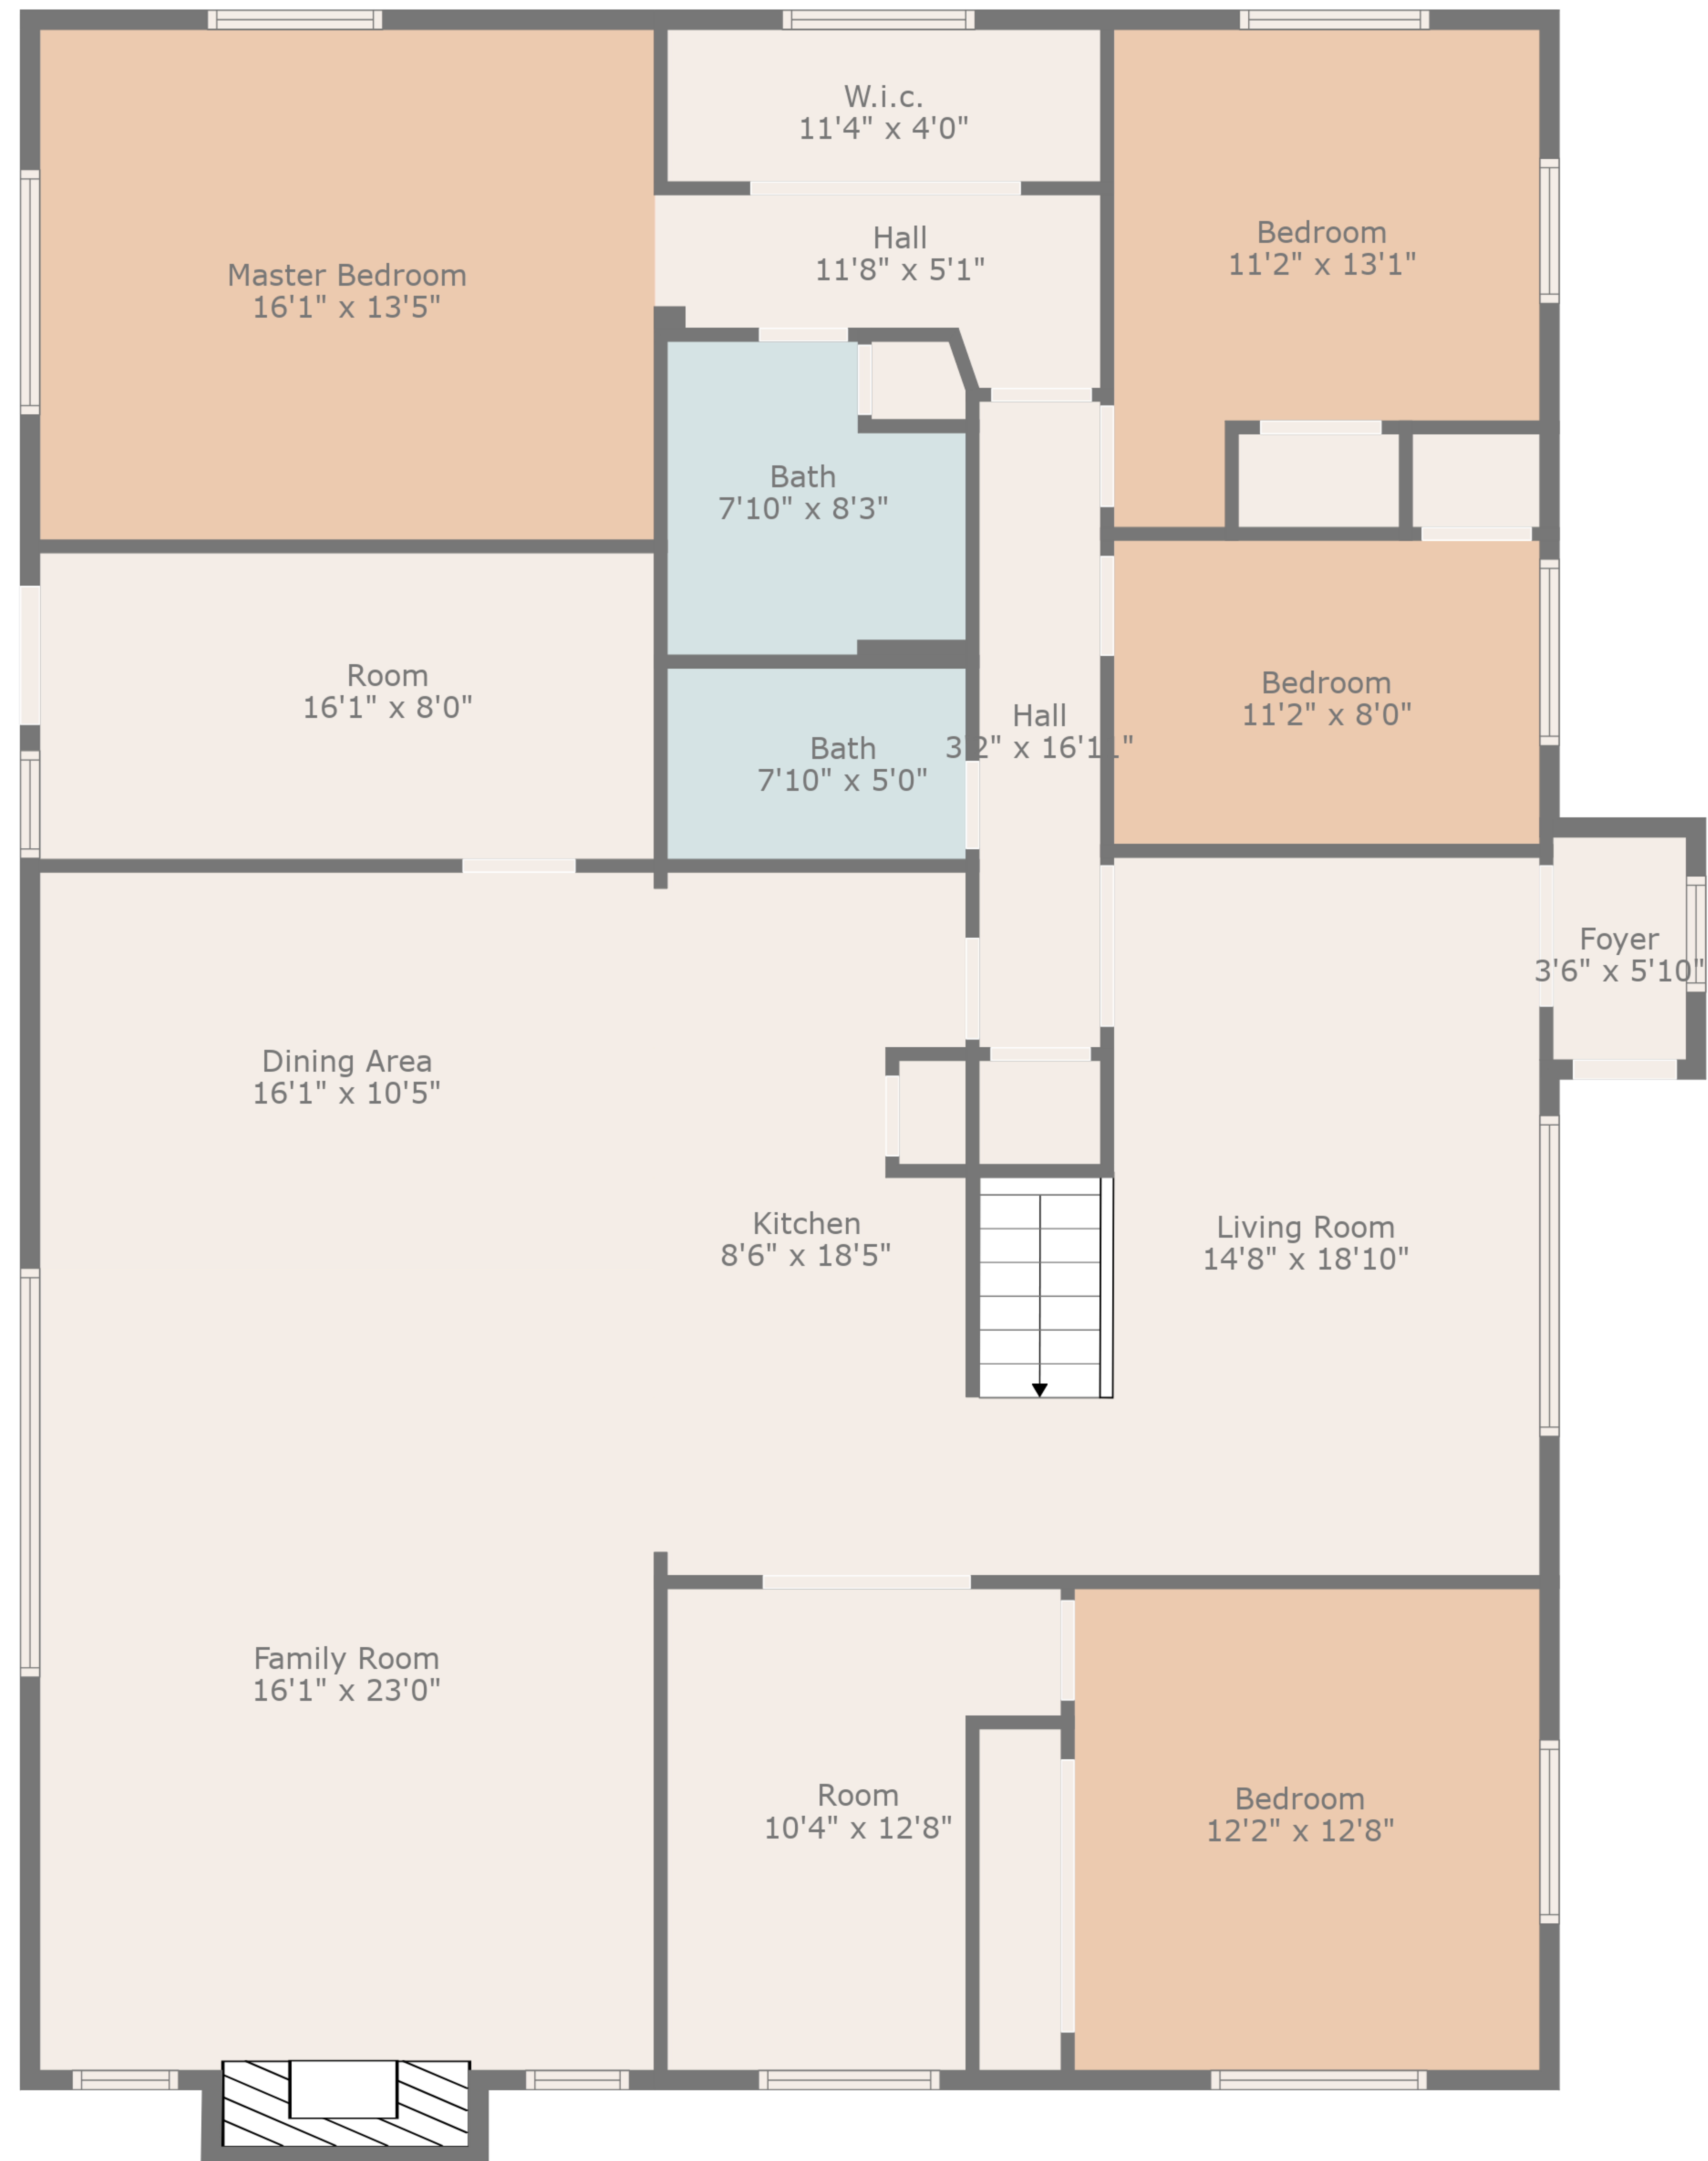 W.i.c.
11'4" x 4'0"
Hall
11'8" x 5'1"
Bedroom
11'2" x 13'1"
Master Bedroom
16'1" x 13'5"
Bath
7'10" x 8'3"
Room
16'1" x 8'0"
Bedroom
11'2" x 8'0"
Hall
3'2" x 16'11"
Bath
7'10" x 5'0"
Foyer
3'6" x 5'10"
Dining Area
16'1" x 10'5"
Kitchen
8'6" x 18'5"
Living Room
14'8" x 18'10"
Family Room
16'1" x 23'0"
Room
10'4" x 12'8"
Bedroom
12'2" x 12'8"